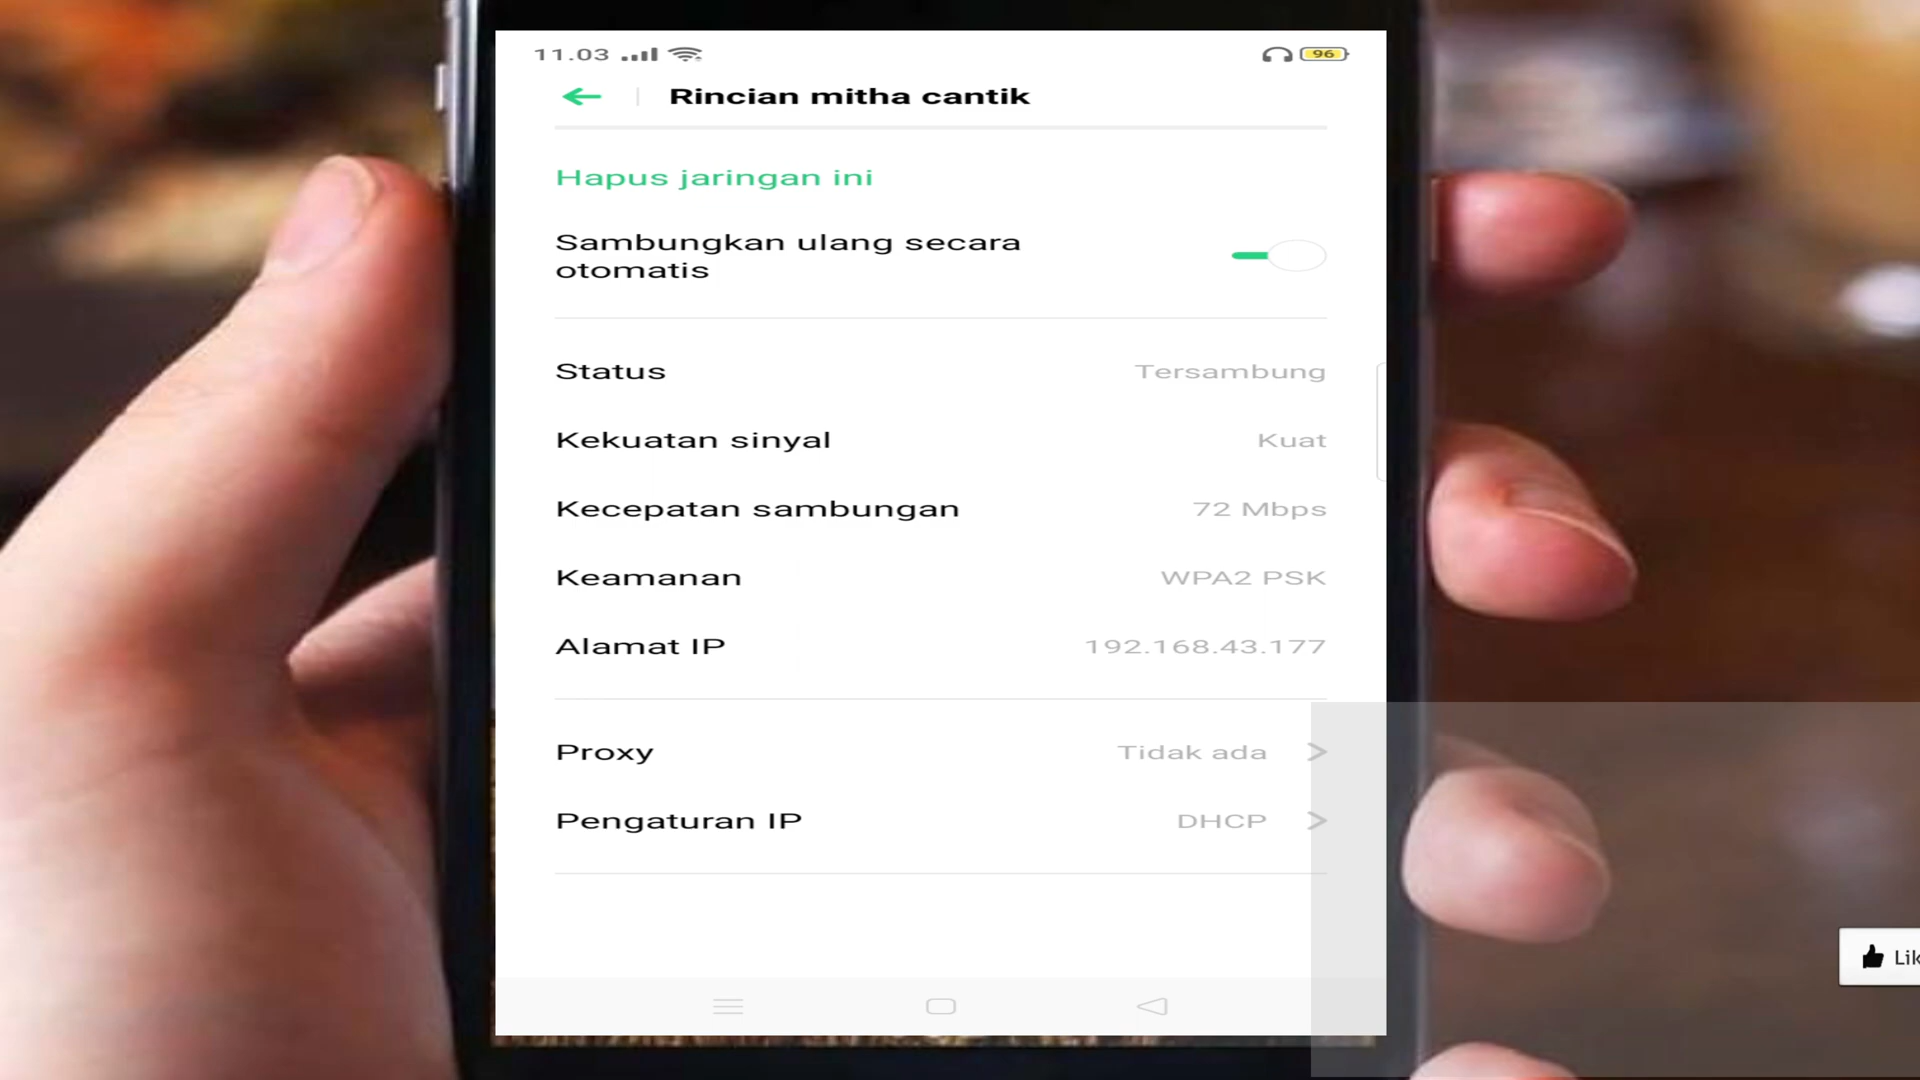 11.03
96
Rincian mitha cantik
Hapus jaringan ini
Sambungkan ulang secara
otomatis
Status Tersambung
Kekuatan sinyal Kuat
Kecepatan sambungan 72 Mbps
Keamanan WPA2 PSK
Alamat IP 192.168.43.177
Proxy Tidak ada
Pengaturan IP DHCP